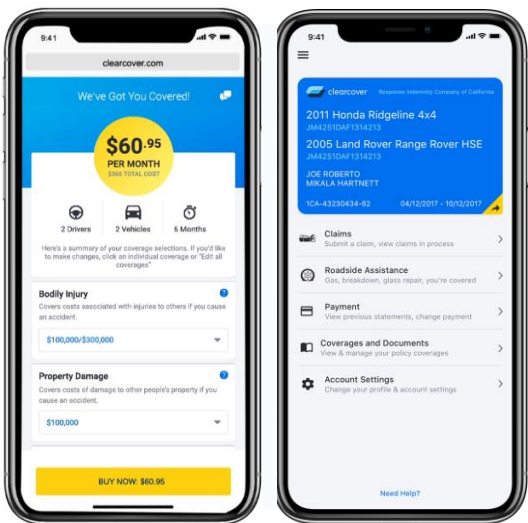 9:41
clearcover.com
We've Got You Covered!
$60.95
PER MONTH
$366 TOTAL COST
2 Drivers
2 Vehicles
6 Months
Here's a summary of your coverage selections. If you'd like
to make changes, click an individual coverage or "Edit all
coverages"
Bodily Injury
Covers costs associated with injuries to others if you cause
an accident.
$100,000/$300,000
Property Damage
Covers costs of damage to other people's property if you
cause an accident.
$100,000
BUY NOW: $60.95
9:41
clearcover
Response Indemnity Company of California
2011 Honda Ridgeline 4x4
JM4251DAF1314213
2005 Land Rover Range Rover HSE
JM4251DAF1314213
JOE ROBERTO
MIKALA HARTNETT
1CA-43230434-82
04/12/2017 - 10/12/2017
Claims
Submit a claim, view claims in process
Roadside Assistance
Gas, breakdown, glass repair, you're covered
Payment
View previous statements, change payment
Coverages and Documents
View & manage your policy coverages
Account Settings
Change your profile & account settings
Need Help?